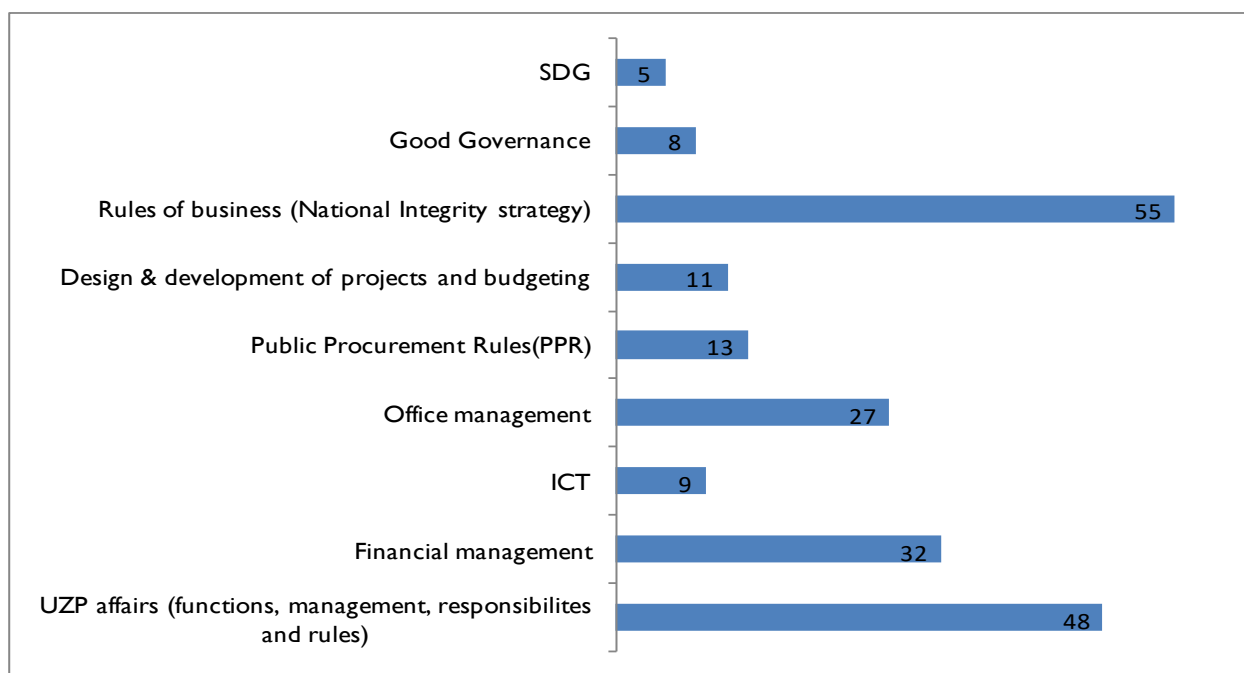 SDG
5
Good Governance
8
Rules of business (National Integrity strategy)
55
Design & development of projects and budgeting
11
Public Procurement Rules(PPR)
13
Office management
27
ICT
9
Financial management
32
UZP affairs (functions, management, responsibilites
and rules)
48